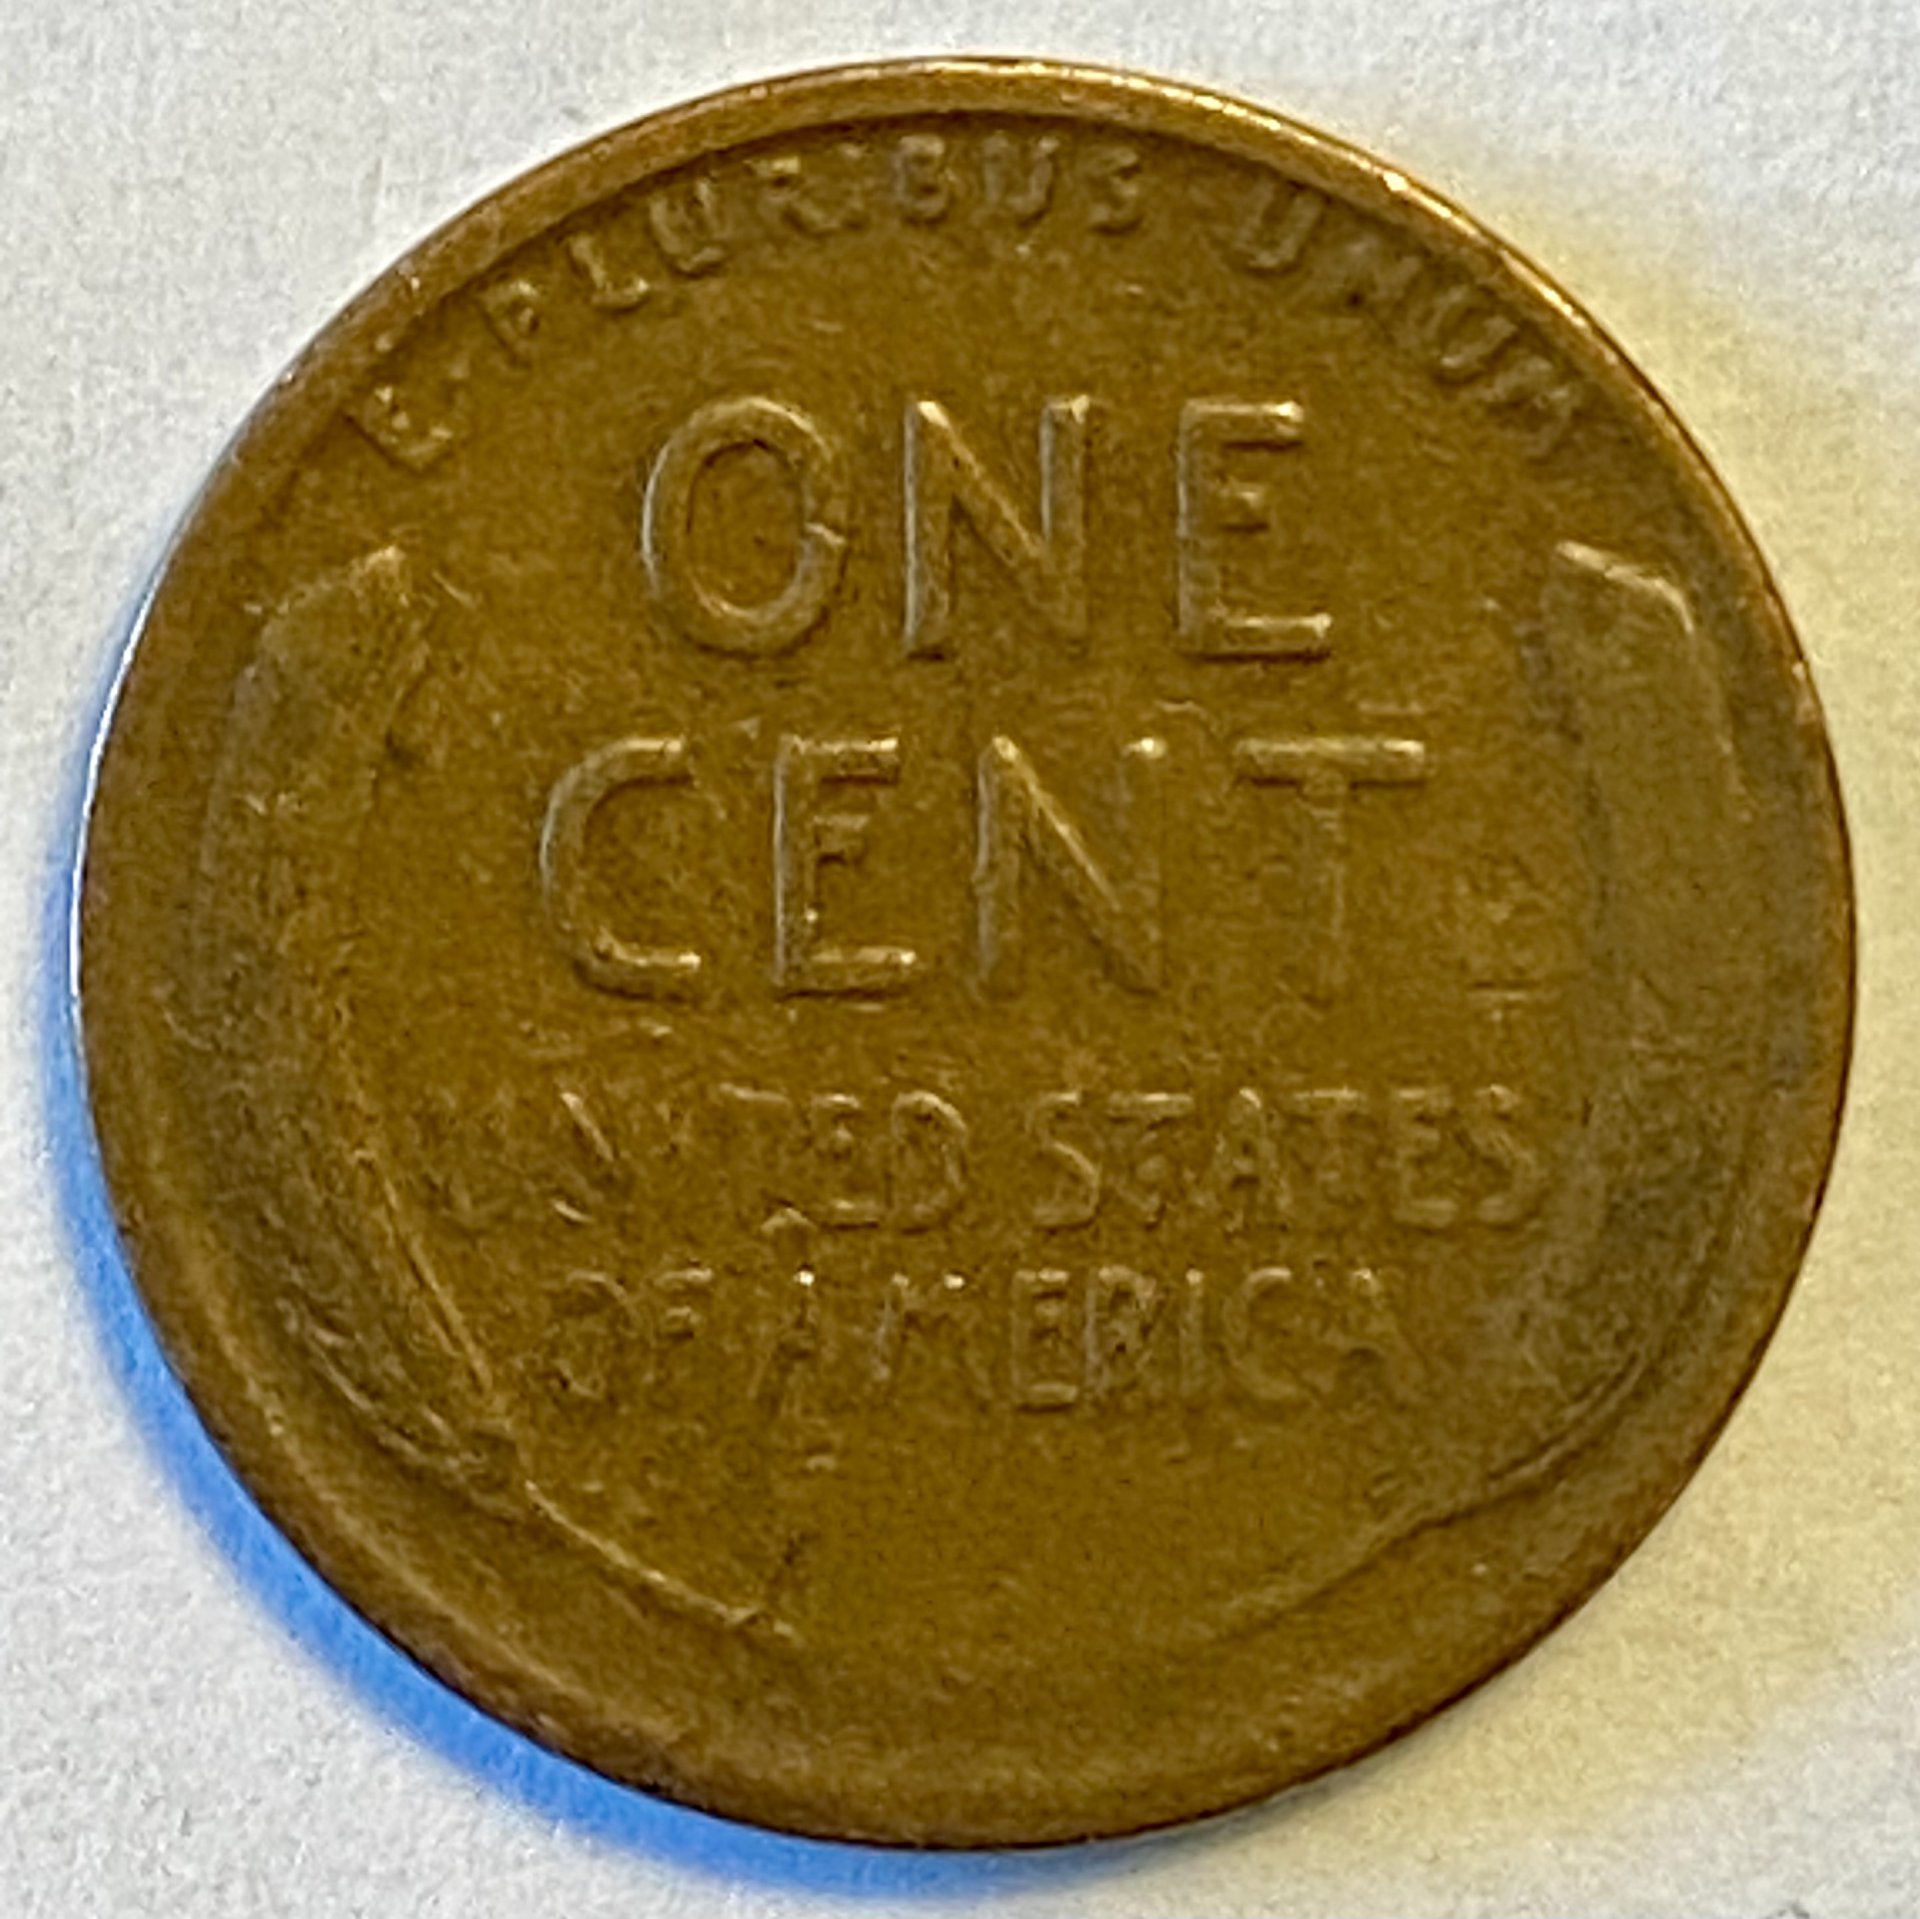 E·PLURIBUS·UNUM
ONE
CENT
UNITED STATES
OF AMERICA